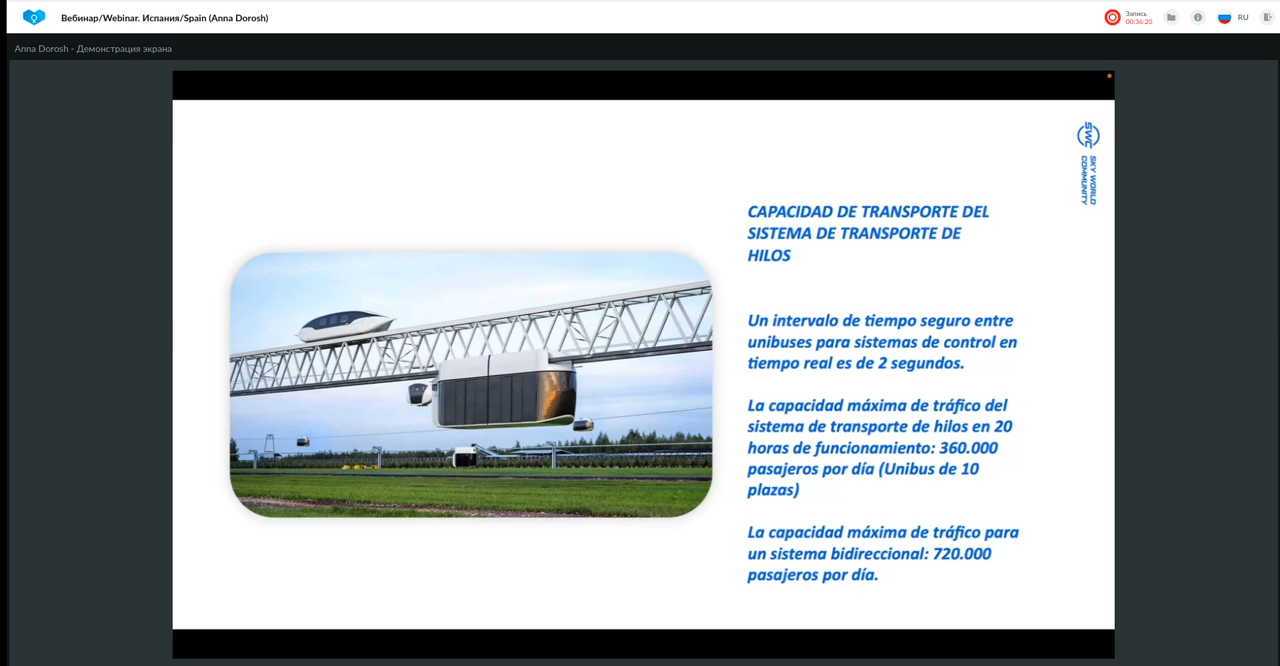 Вебинар/Webinar. Испания/Spain (Anna Dorosh)
Запись
00:36:20
RU
Anna Dorosh - Демонстрация экрана
SWC
SKY WORLD
COMMUNITY
CAPACIDAD DE TRANSPORTE DEL
SISTEMA DE TRANSPORTE DE
HILOS
Un intervalo de tiempo seguro entre
unibuses para sistemas de control en
tiempo real es de 2 segundos.
La capacidad máxima de tráfico del
sistema de transporte de hilos en 20
horas de funcionamiento: 360.000
pasajeros por día (Unibus de 10
plazas)
La capacidad máxima de tráfico para
un sistema bidireccional: 720.000
pasajeros por día.